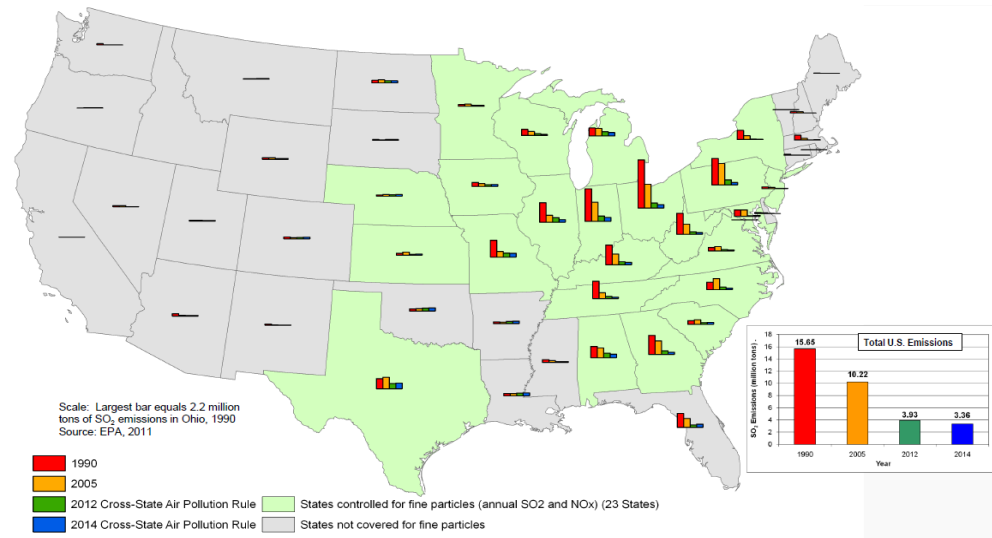 Total U.S. Emissions
SO₂ Emissions (million tons) .
18
16
14
12
10
8
6
4
2
0
15.65
10.22
3.93
3.36
1990
2005
2012
2014
Year
Scale: Largest bar equals 2.2 million
tons of SO₂ emissions in Ohio, 1990
Source: EPA, 2011
1990
2005
2012 Cross-State Air Pollution Rule
2014 Cross-State Air Pollution Rule
States controlled for fine particles (annual SO2 and NOx) (23 States)
States not covered for fine particles